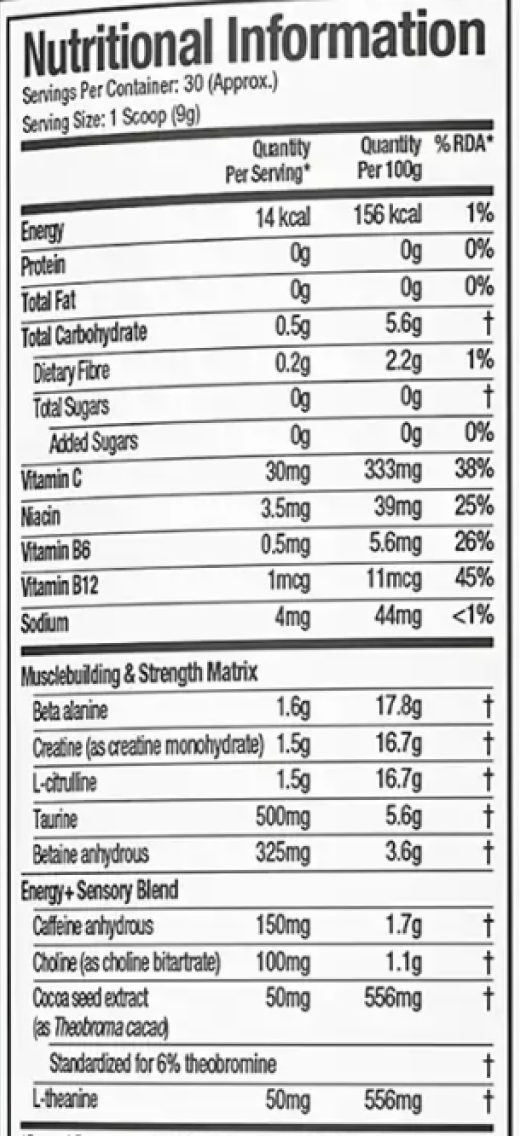 Nutritional Information
Servings Per Container: 30 (Approx.)
Serving Size: 1 Scoop (9g)
Quantity Per Serving* Quantity Per 100g % RDA*
Energy 14 kcal 156 kcal 1%
Protein 0g 0g 0%
Total Fat 0g 0g 0%
Total Carbohydrate 0.5g 5.6g †
Dietary Fibre 0.2g 2.2g 1%
Total Sugars 0g 0g †
Added Sugars 0g 0g 0%
Vitamin C 30mg 333mg 38%
Niacin 3.5mg 39mg 25%
Vitamin B6 0.5mg 5.6mg 26%
Vitamin B12 1mcg 11mcg 45%
Sodium 4mg 44mg <1%
Musclebuilding & Strength Matrix
Beta alanine 1.6g 17.8g †
Creatine (as creatine monohydrate) 1.5g 16.7g †
L-citrulline 1.5g 16.7g †
Taurine 500mg 5.6g †
Betaine anhydrous 325mg 3.6g †
Energy+ Sensory Blend
Caffeine anhydrous 150mg 1.7g †
Choline (as choline bitartrate) 100mg 1.1g †
Cocoa seed extract 50mg 556mg †
(as Theobroma cacao)
Standardized for 6% theobromine †
L-theanine 50mg 556mg †